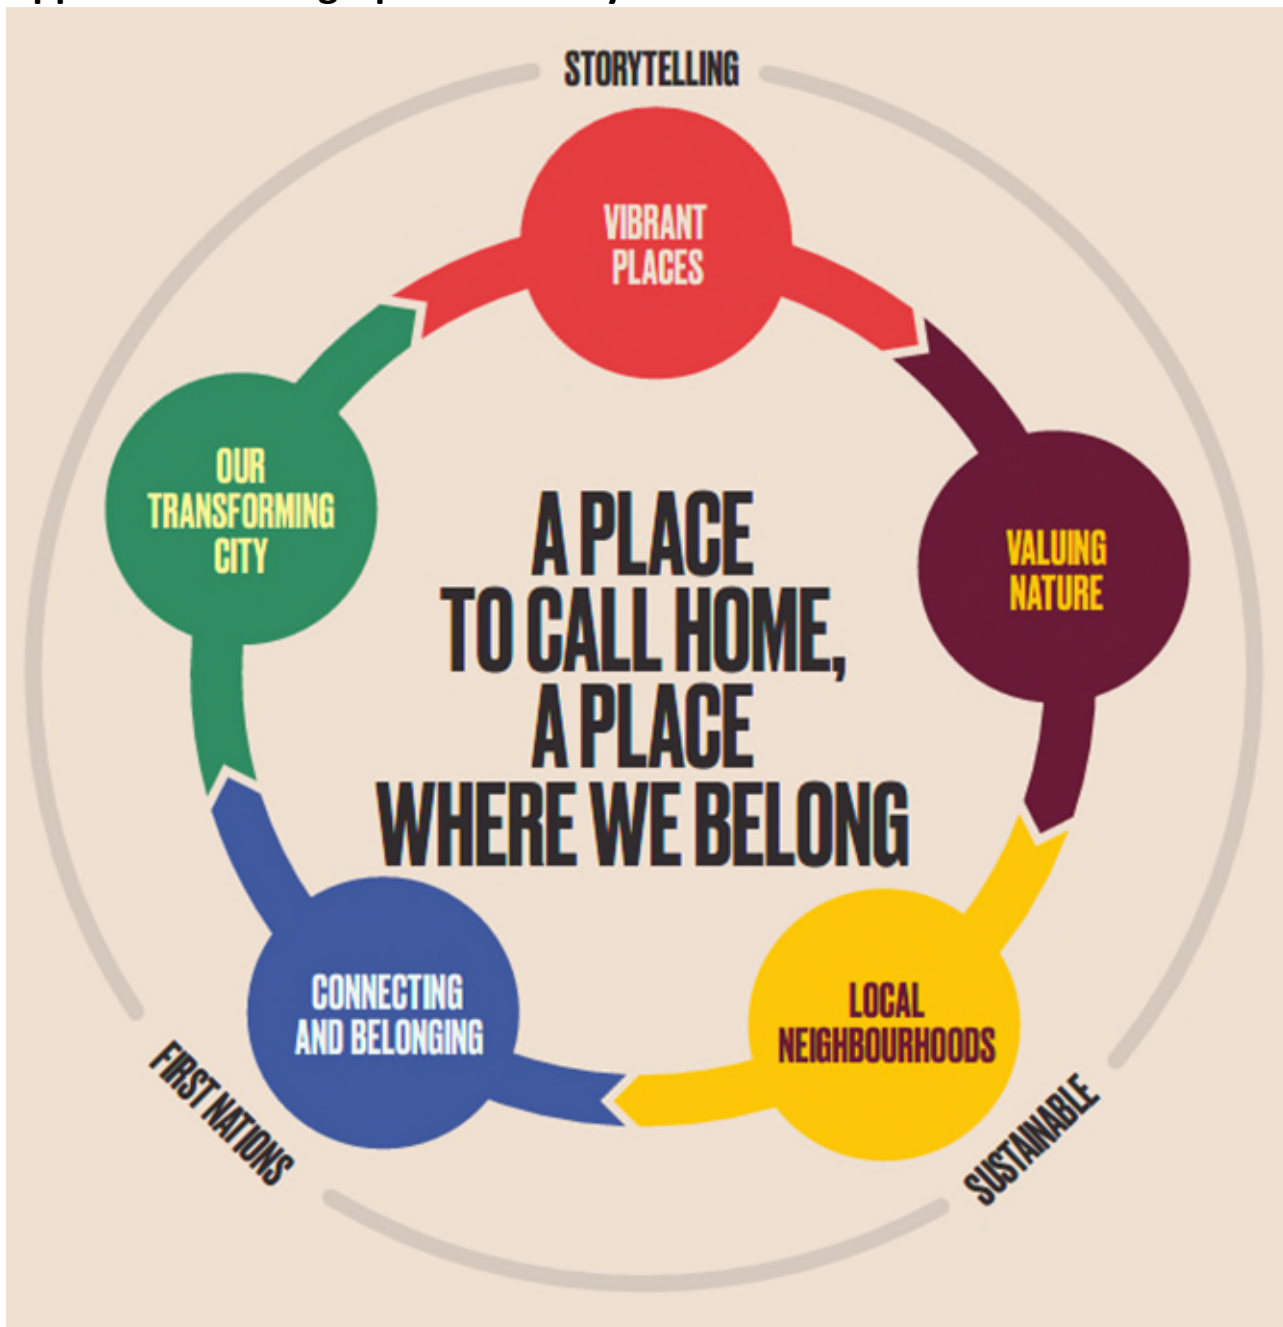 STORYTELLING
VIBRANT
PLACES
OUR
TRANSFORMING
CITY
VALUING
NATURE
A PLACE
TO CALL HOME,
A PLACE
WHERE WE BELONG
CONNECTING
AND BELONGING
LOCAL
NEIGHBOURHOODS
FIRST NATIONS
SUSTAINABLE